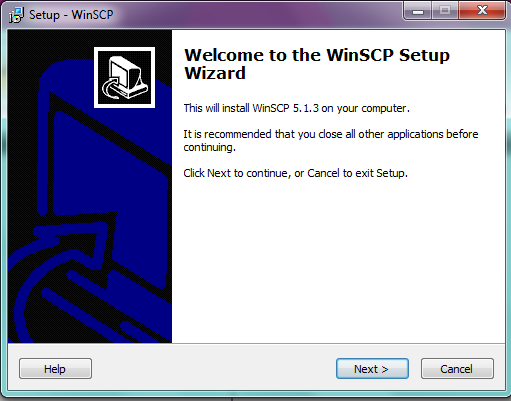 Setup - WinSCP
Welcome to the WinSCP Setup
Wizard
This will install WinSCP 5.1.3 on your computer.
It is recommended that you close all other applications before
continuing.
Click Next to continue, or Cancel to exit Setup.
Help
Next >
Cancel